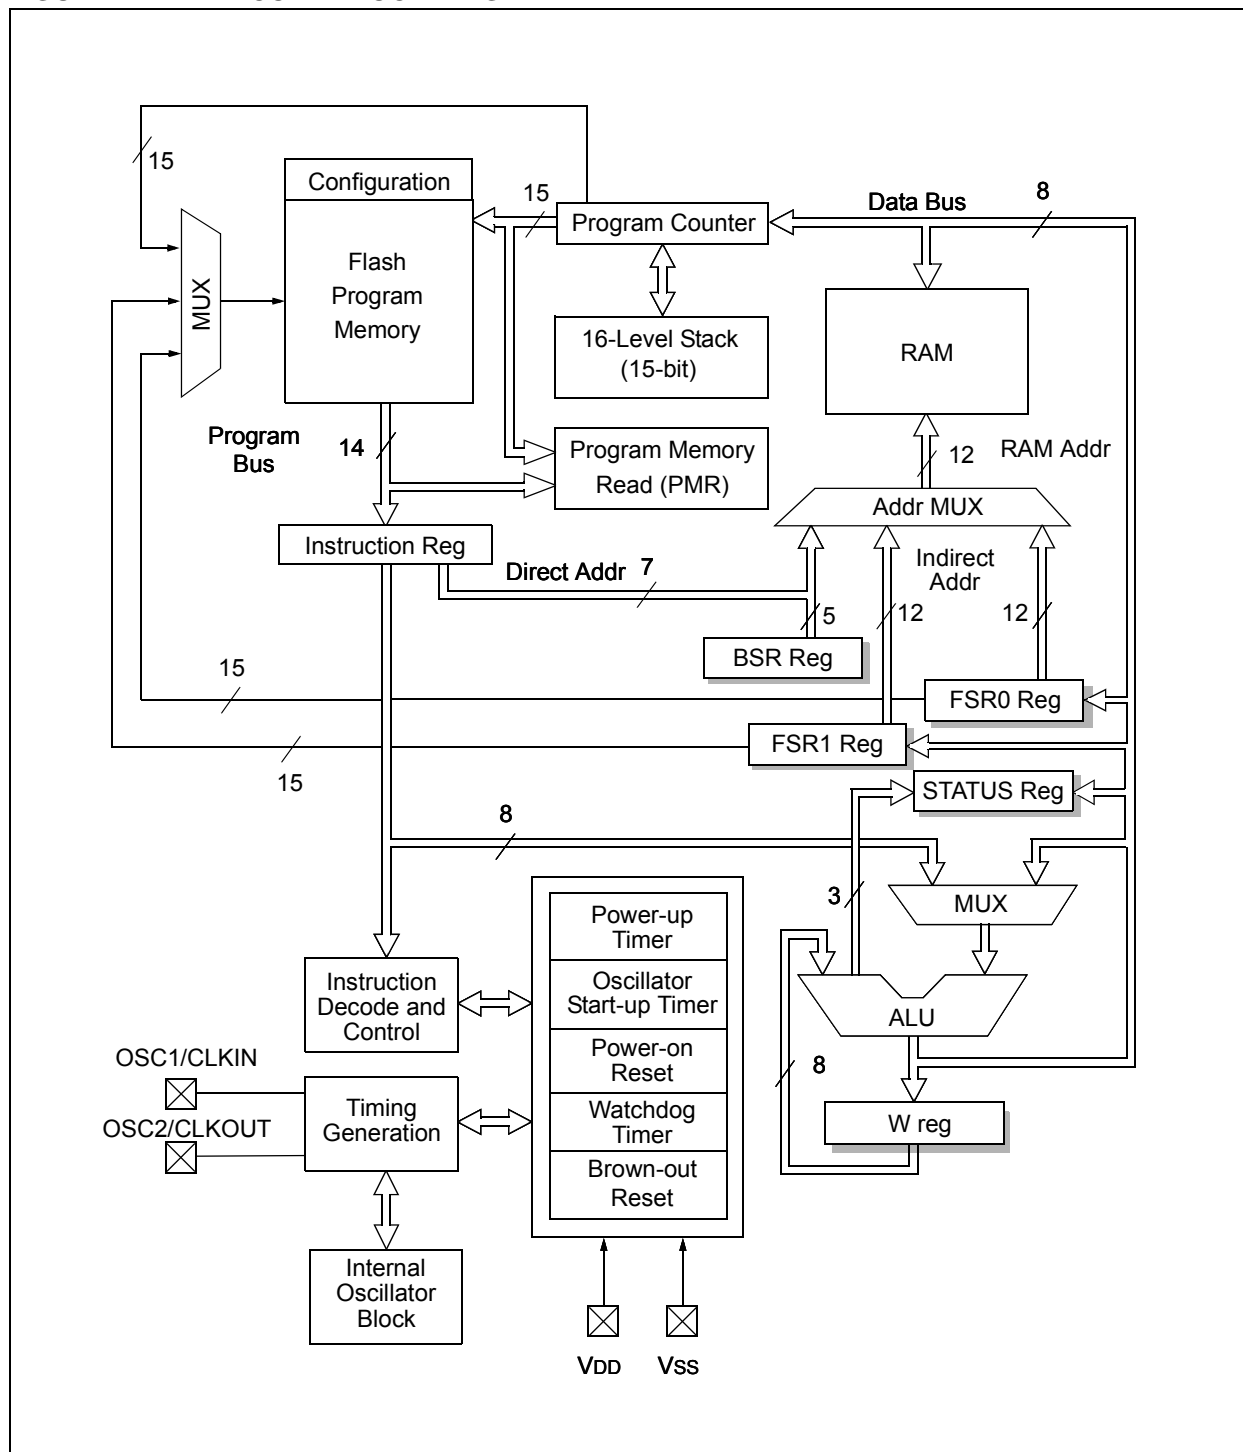 15
Configuration
15
Program Counter
Data Bus
8
MUX
Flash
Program
Memory
16-Level Stack
(15-bit)
RAM
Program
Bus
14
Program Memory
Read (PMR)
12
RAM Addr
Addr MUX
Instruction Reg
Direct Addr
7
Indirect
Addr
5
12
12
BSR Reg
15
FSR0 Reg
FSR1 Reg
15
STATUS Reg
8
3
MUX
Power-up
Timer
Instruction
Decode and
Control
Oscillator
Start-up Timer
ALU
OSC1/CLKIN
Power-on
Reset
8
OSC2/CLKOUT
Timing
Generation
Watchdog
Timer
W reg
Brown-out
Reset
Internal
Oscillator
Block
VDD
VSS